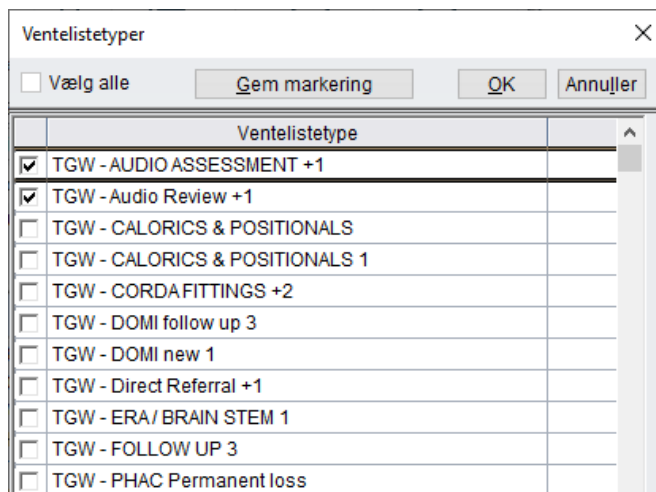 Ventelistetyper
Vælg alle Gem markering OK Annuller
Ventelistetype
TGW - AUDIO ASSESSMENT +1
TGW - Audio Review +1
TGW - CALORICS & POSITIONALS
TGW - CALORICS & POSITIONALS 1
TGW - CORDA FITTINGS +2
TGW - DOMI follow up 3
TGW - DOMI new 1
TGW - Direct Referral +1
TGW - ERA / BRAIN STEM 1
TGW - FOLLOW UP 3
TGW - PHAC Permanent loss